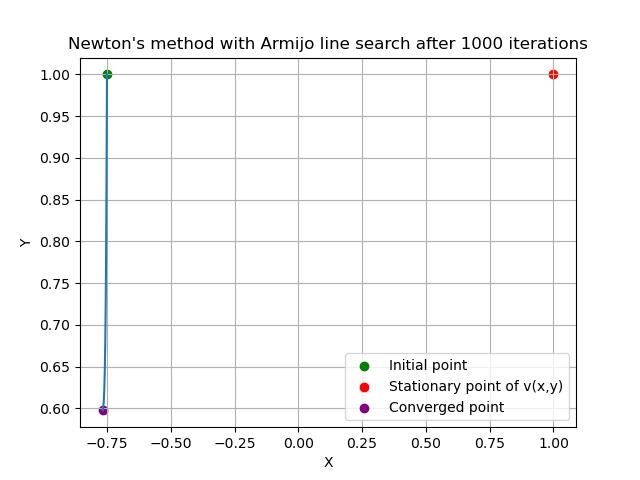 Newton's method with Armijo line search after 1000 iterations
1.00
0.95
0.90
0.85
0.80
0.75
0.70
0.65
0.60
Y
Initial point
Stationary point of v(x,y)
Converged point
−0.75 −0.50 −0.25 0.00 0.25 0.50 0.75 1.00
X